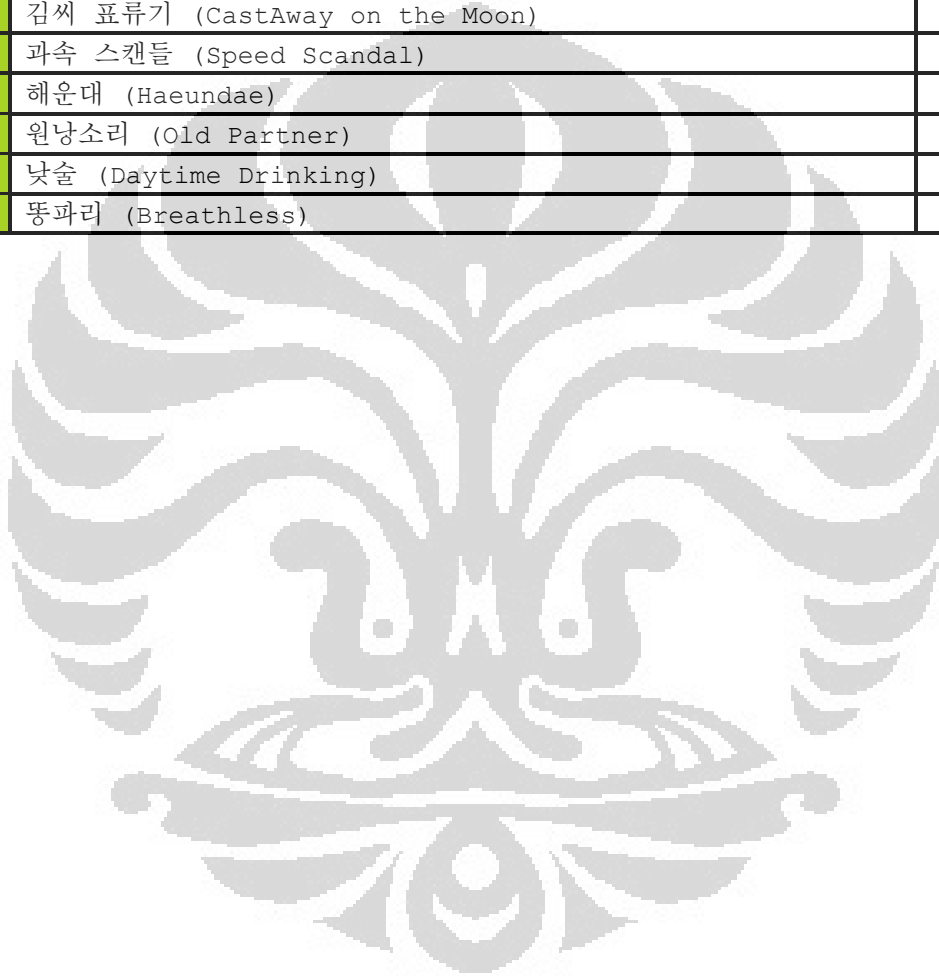 김씨 표류기 (CastAway on the Moon)
과속 스캔들 (Speed Scandal)
해운대 (Haeundae)
원낭소리 (Old Partner)
낮술 (Daytime Drinking)
똥파리 (Breathless)